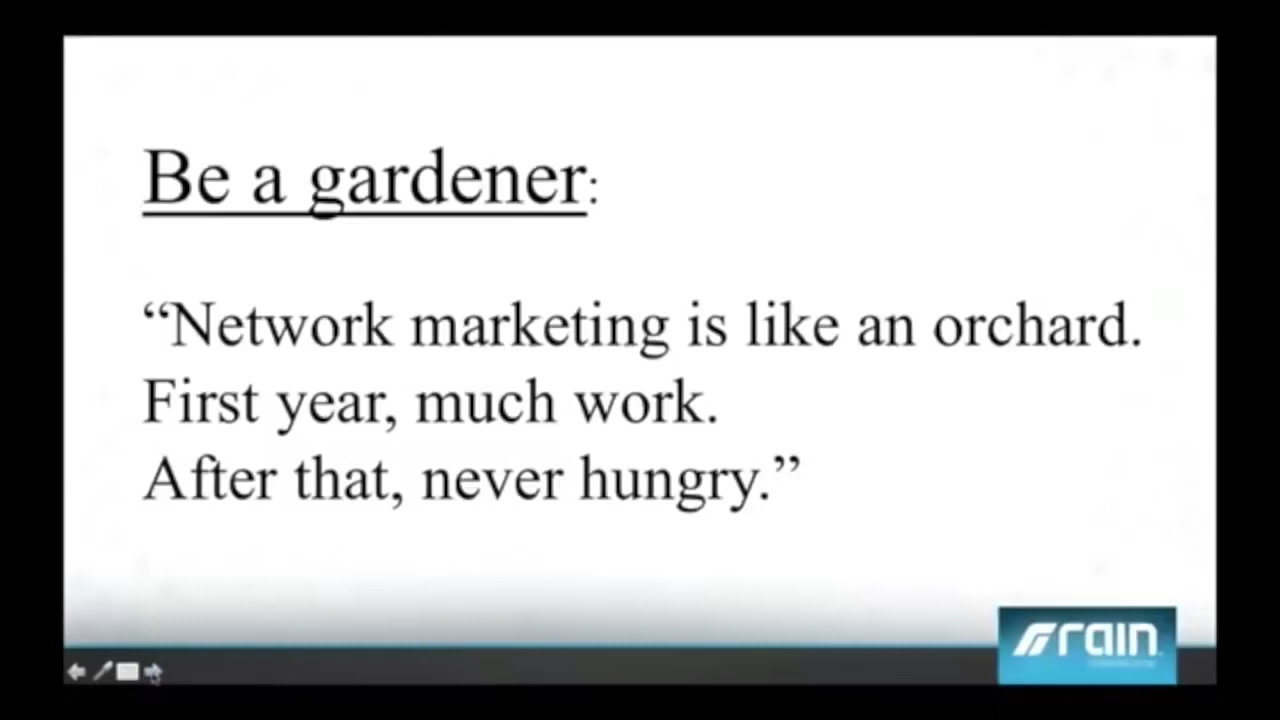 Be a gardener:
“Network marketing is like an orchard.
First year, much work.
After that, never hungry.”
rain